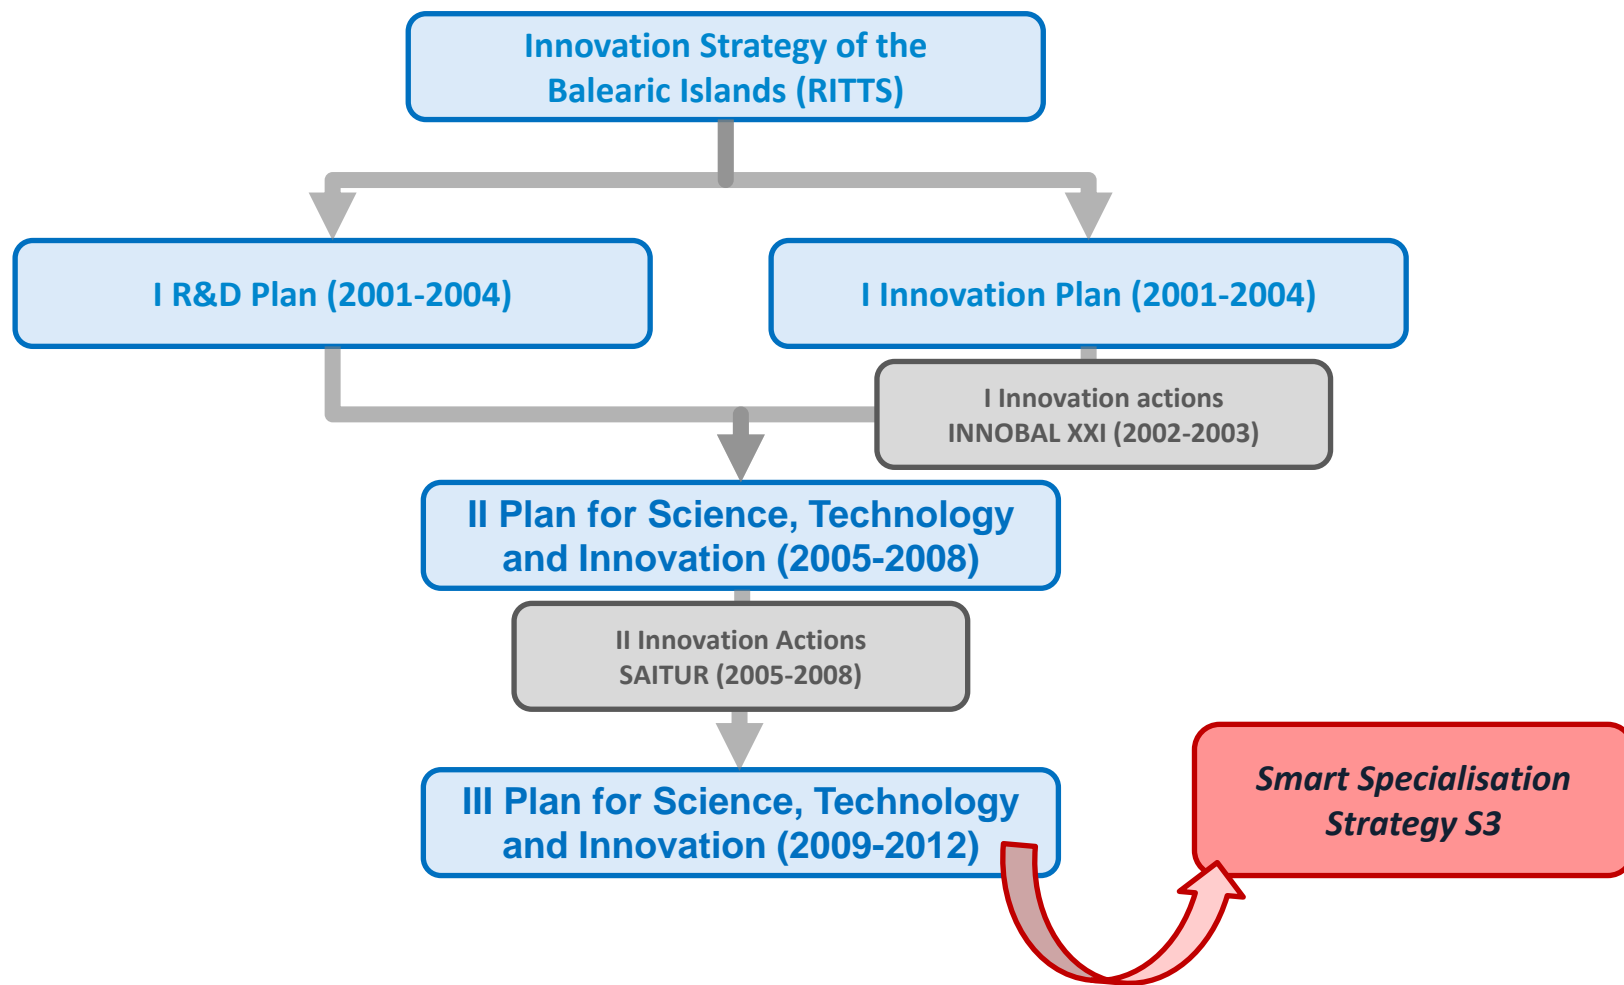 Innovation Strategy of the
Balearic Islands (RITTS)
I R&D Plan (2001-2004)
I Innovation Plan (2001-2004)
I Innovation actions
INNOBAL XXI (2002-2003)
II Plan for Science, Technology
and Innovation (2005-2008)
II Innovation Actions
SAITUR (2005-2008)
III Plan for Science, Technology
and Innovation (2009-2012)
Smart Specialisation
Strategy S3